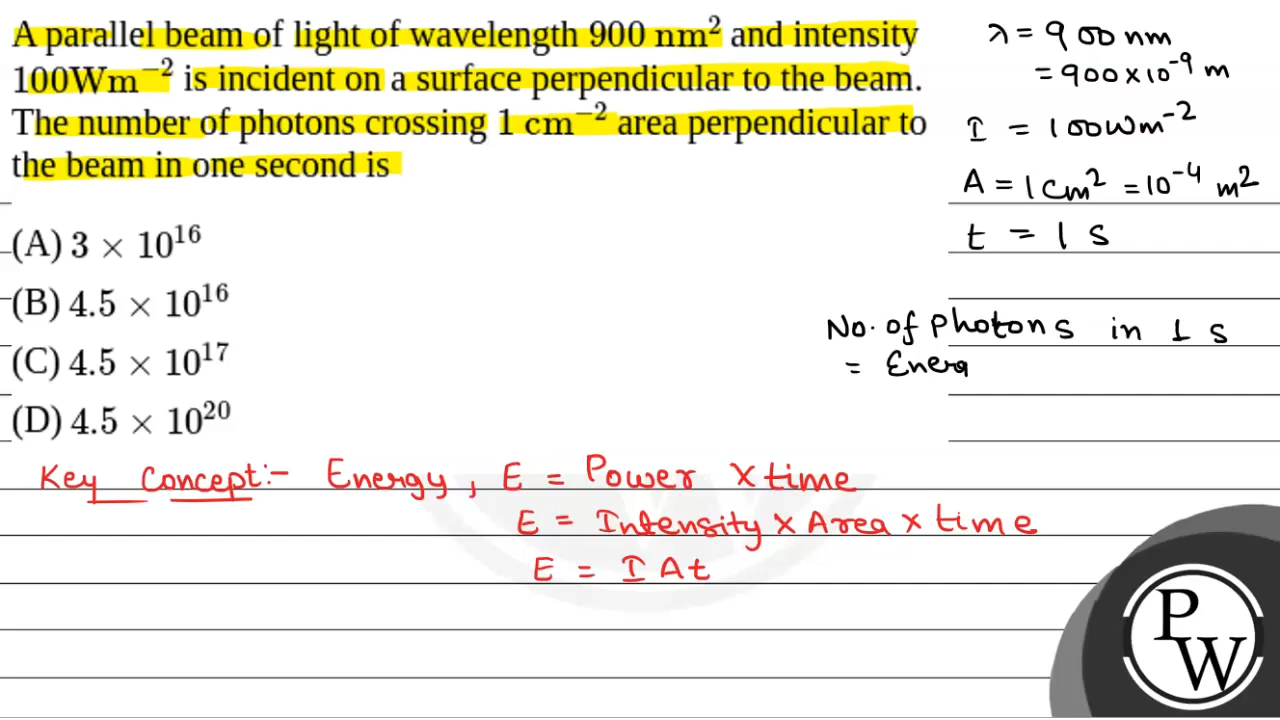 A parallel beam of light of wavelength 900 nm² and intensity
100Wm⁻² is incident on a surface perpendicular to the beam.
The number of photons crossing 1 cm⁻² area perpendicular to
the beam in one second is
(A) 3 × 10¹⁶
(B) 4.5 × 10¹⁶
(C) 4.5 × 10¹⁷
(D) 4.5 × 10²⁰
λ = 900 nm
= 900 × 10⁻⁹ m
I = 100Wm⁻²
A = 1 Cm² = 10⁻⁴ m²
t = 1 s
No. of Photons in 1 s
= Energ
Key Concept:- Energy, E = Power × time
E = Intensity × Area × time
E = I A t
P
W